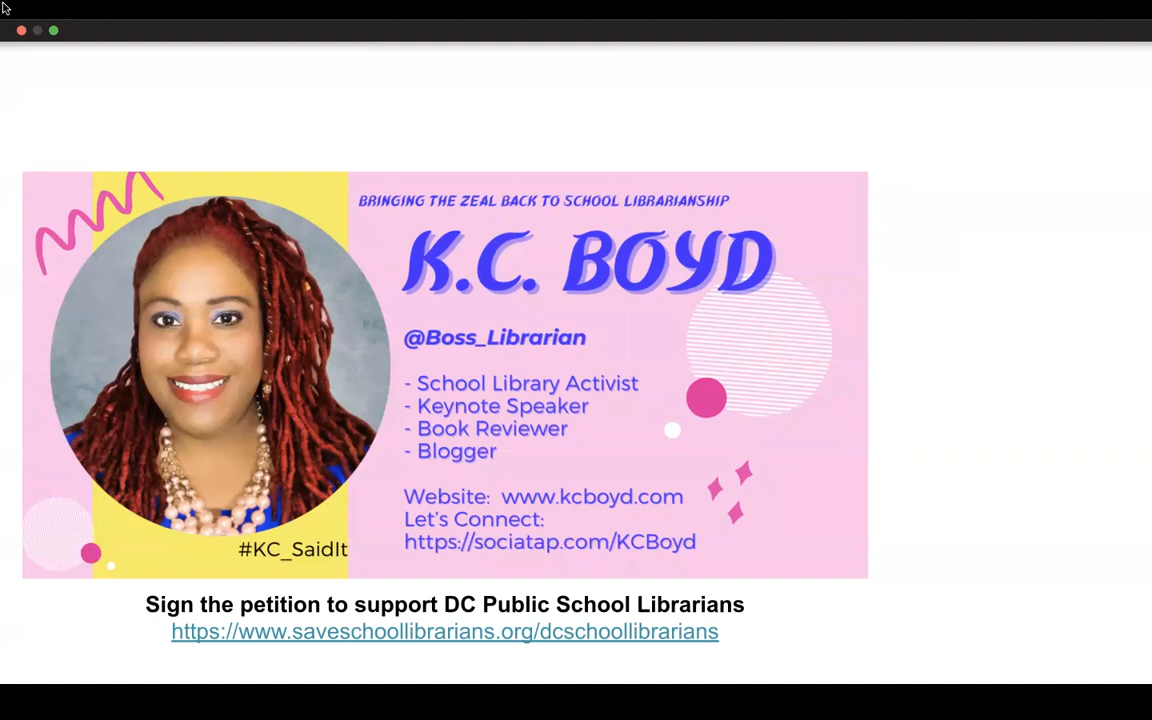 BRINGING THE ZEAL BACK TO SCHOOL LIBRARIANSHIP
K.C. BOYD
@Boss_Librarian
- School Library Activist
- Keynote Speaker
- Book Reviewer
- Blogger
Website: www.kcboyd.com
Let's Connect:
https://sociatap.com/KCBoyd
#KC_SaidIt
Sign the petition to support DC Public School Librarians
https://www.saveschoollibrarians.org/dcschoollibrarians